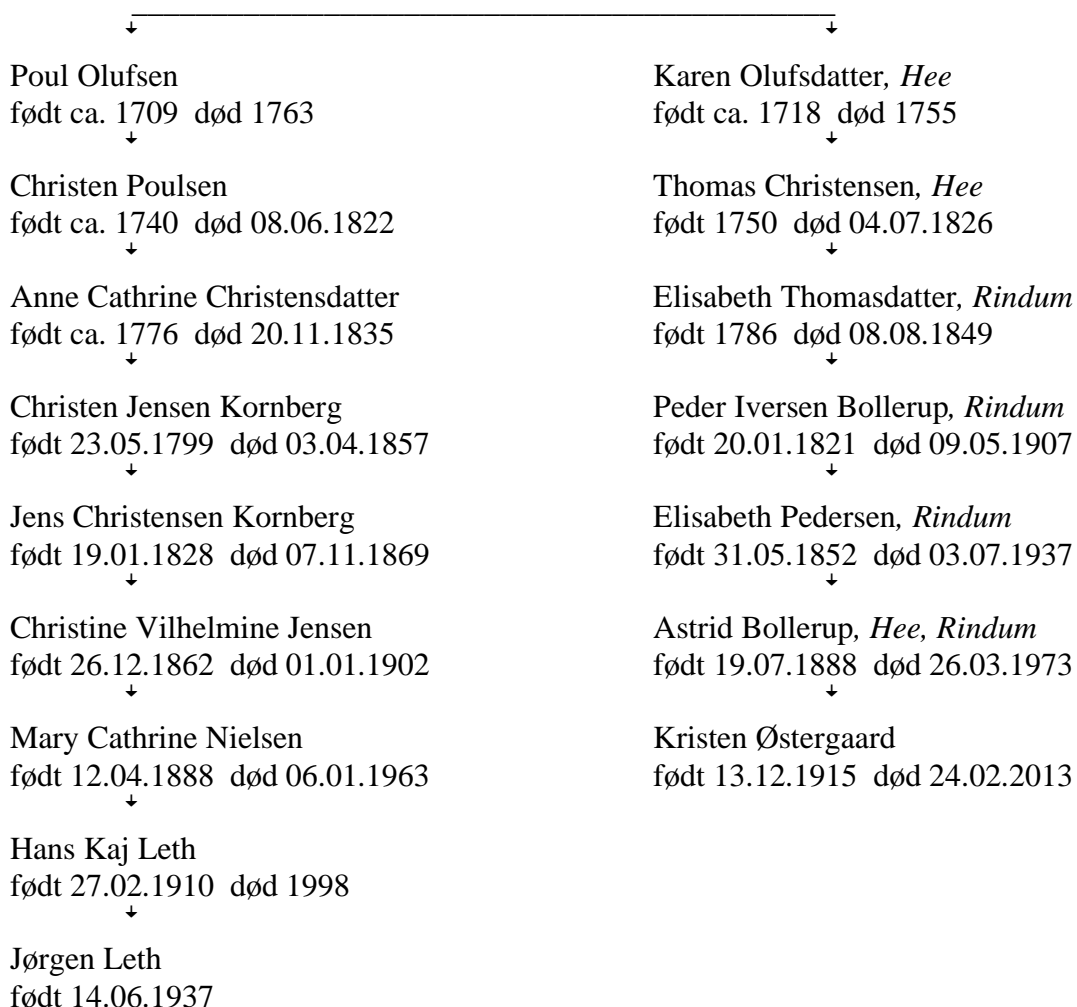 Poul Olufsen
født ca. 1709 død 1763
Christen Poulsen
født ca. 1740 død 08.06.1822
Anne Cathrine Christensdatter
født ca. 1776 død 20.11.1835
Christen Jensen Kornberg
født 23.05.1799 død 03.04.1857
Jens Christensen Kornberg
født 19.01.1828 død 07.11.1869
Christine Vilhelmine Jensen
født 26.12.1862 død 01.01.1902
Mary Cathrine Nielsen
født 12.04.1888 død 06.01.1963
Hans Kaj Leth
født 27.02.1910 død 1998
Jørgen Leth
født 14.06.1937
Karen Olufsdatter, Hee
født ca. 1718 død 1755
Thomas Christensen, Hee
født 1750 død 04.07.1826
Elisabeth Thomasdatter, Rindum
født 1786 død 08.08.1849
Peder Iversen Bollerup, Rindum
født 20.01.1821 død 09.05.1907
Elisabeth Pedersen, Rindum
født 31.05.1852 død 03.07.1937
Astrid Bollerup, Hee, Rindum
født 19.07.1888 død 26.03.1973
Kristen Østergaard
født 13.12.1915 død 24.02.2013